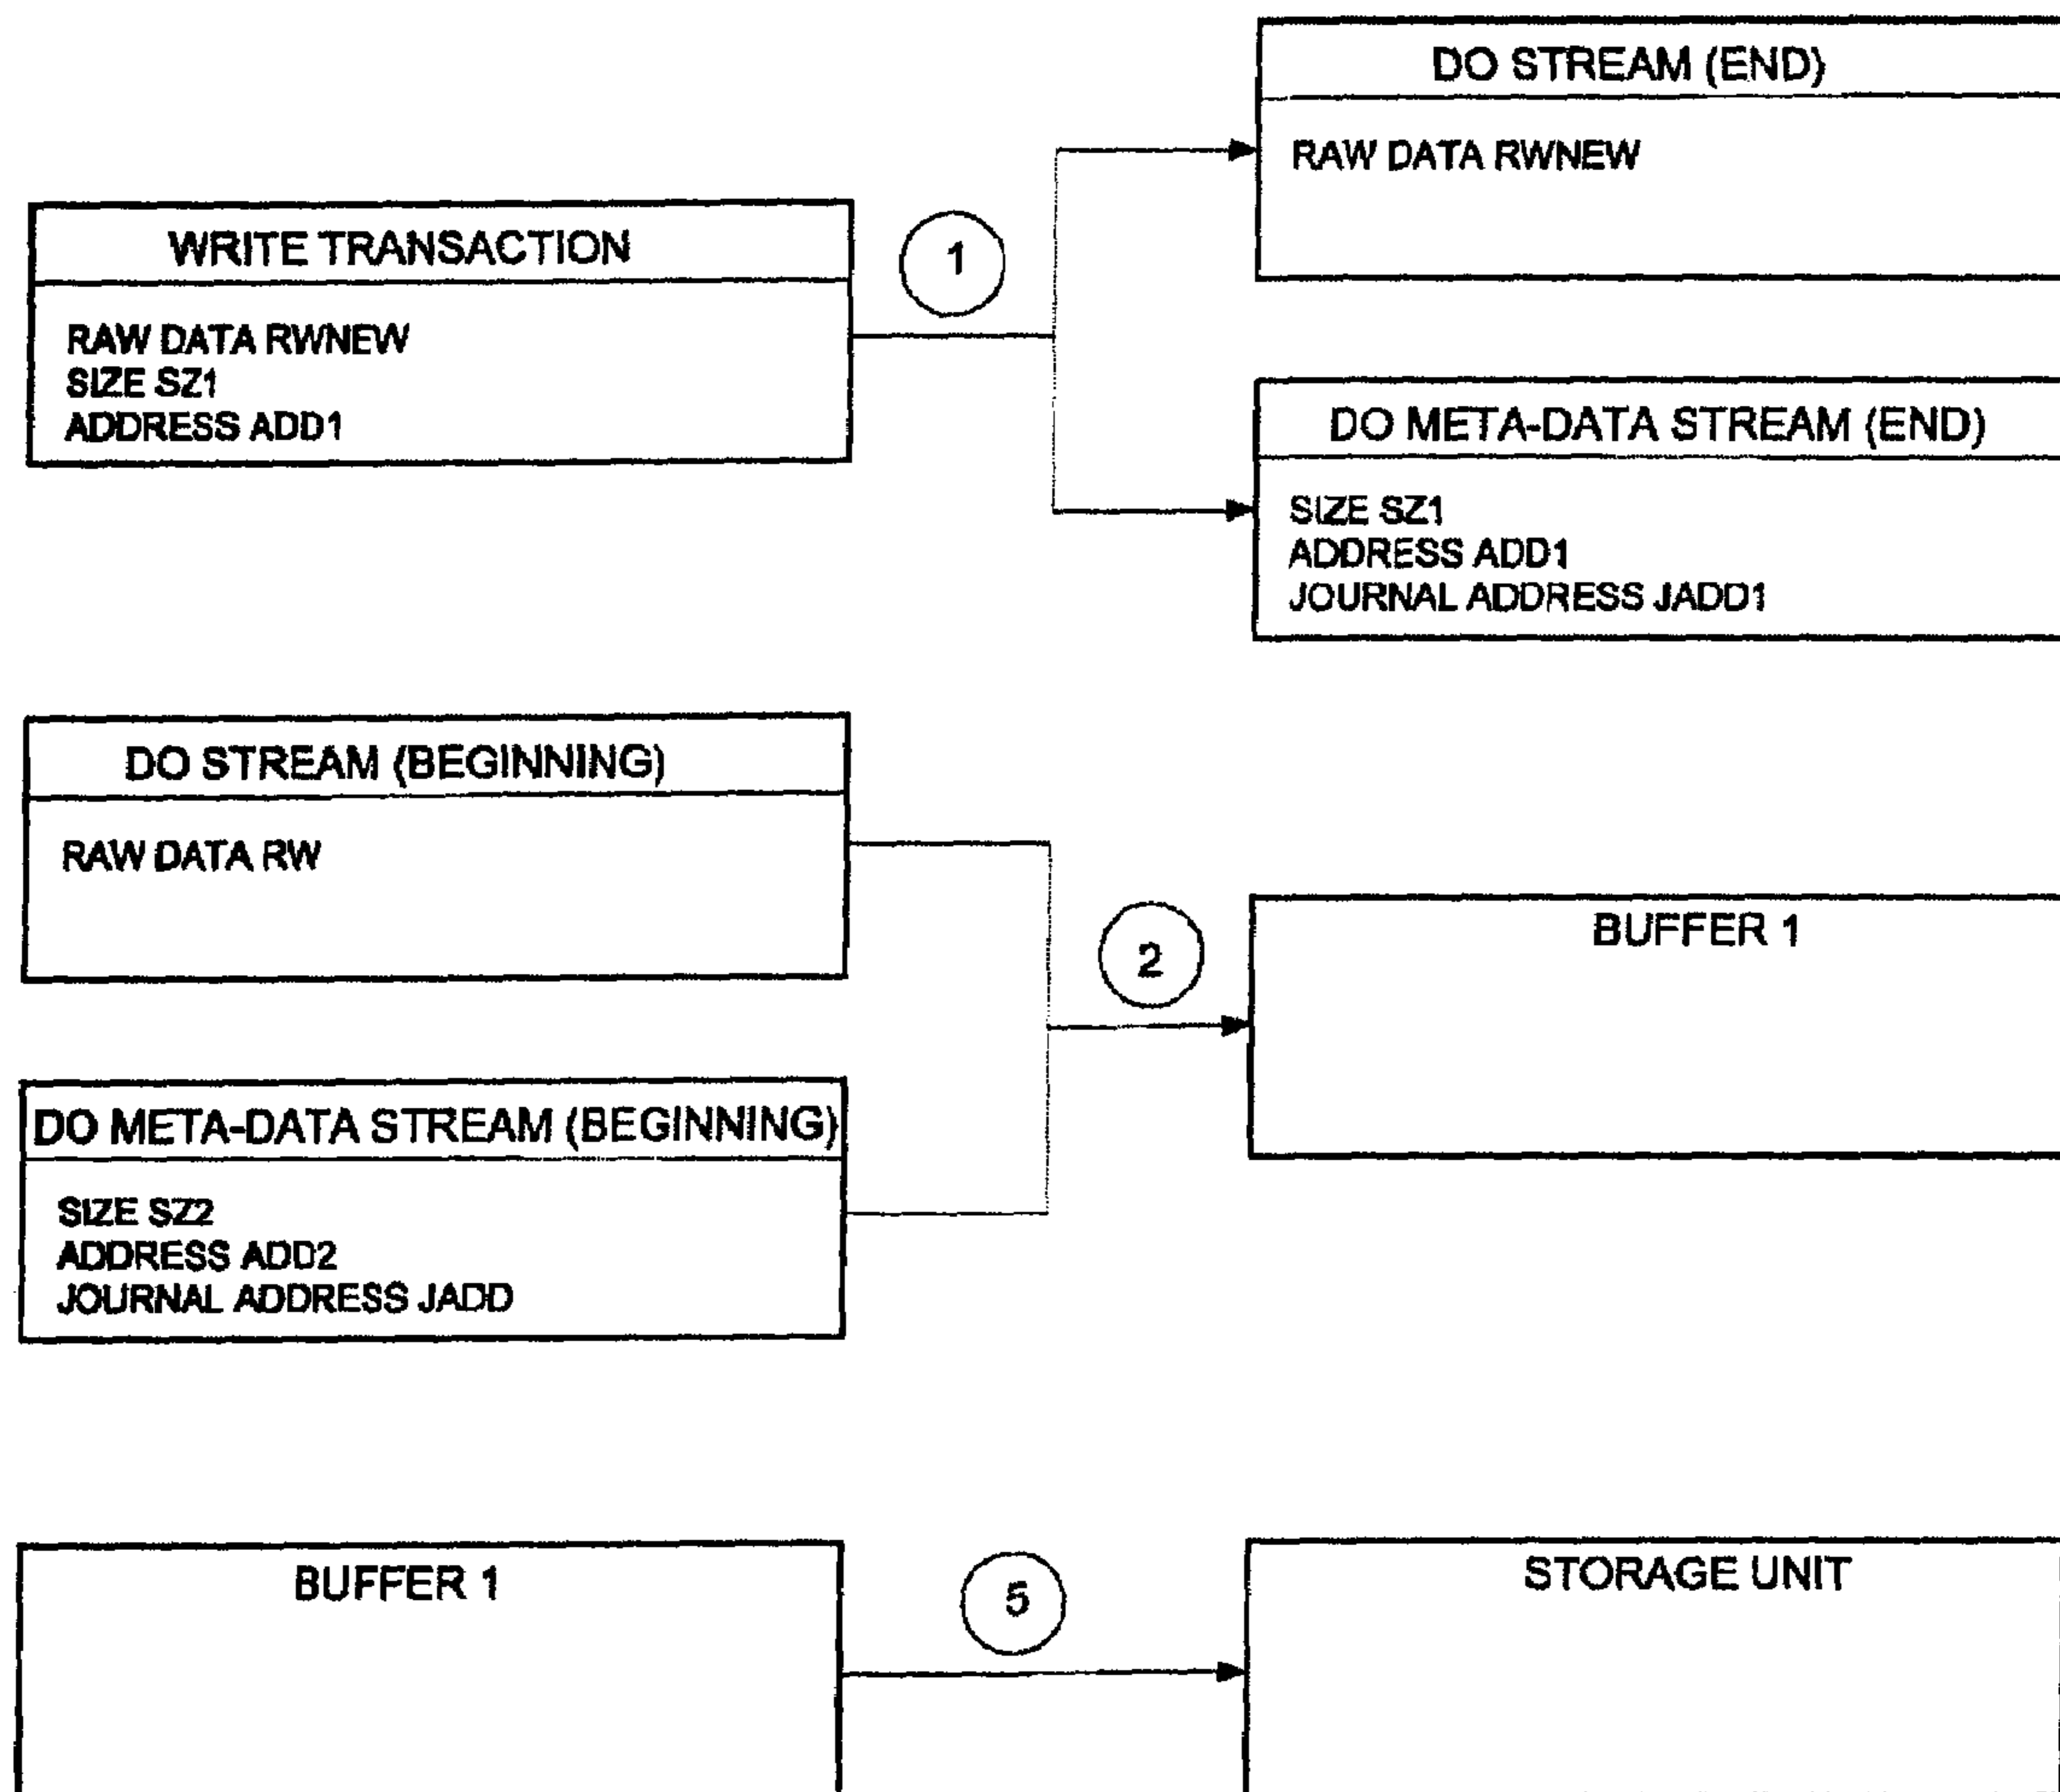 DO STREAM (END)
RAW DATA RWNEW
WRITE TRANSACTION
RAW DATA RWNEW
SIZE SZ1
ADDRESS ADD1
1
DO META-DATA STREAM (END)
SIZE SZ1
ADDRESS ADD1
JOURNAL ADDRESS JADD1
DO STREAM (BEGINNING)
RAW DATA RW
2
BUFFER 1
DO META-DATA STREAM (BEGINNING)
SIZE SZ2
ADDRESS ADD2
JOURNAL ADDRESS JADD
BUFFER 1
5
STORAGE UNIT